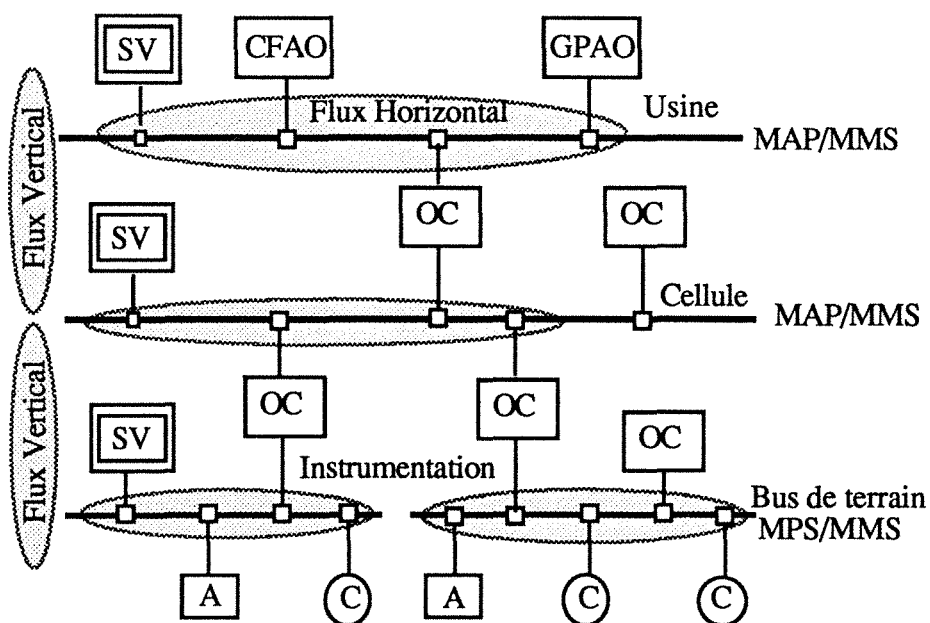 SV
CFAO
GPAO
Flux Horizontal
Usine
MAP/MMS
Flux Vertical
OC
OC
SV
Cellule
MAP/MMS
Flux Vertical
OC
OC
SV
OC
Instrumentation
Bus de terrain
MPS/MMS
A
C
A
C
C